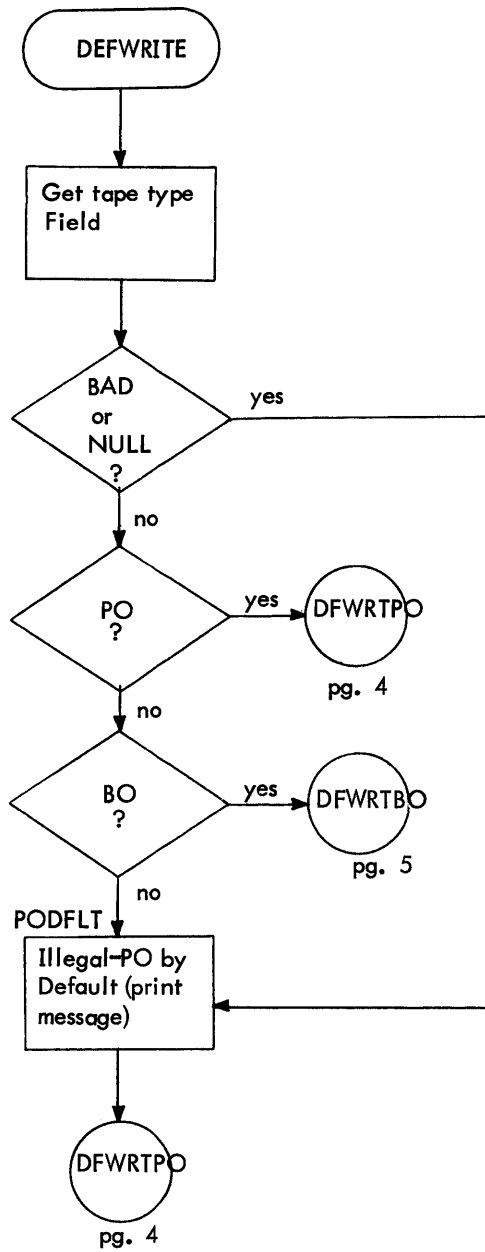 DEFWRITE
Get tape type
Field
BAD
or
NULL
?
yes
no
PO
?
yes
DFWRTPO
pg. 4
no
BO
?
yes
DFWRTBO
pg. 5
no
PODFLT
Illegal-PO by
Default (print
message)
DFWRTPO
pg. 4